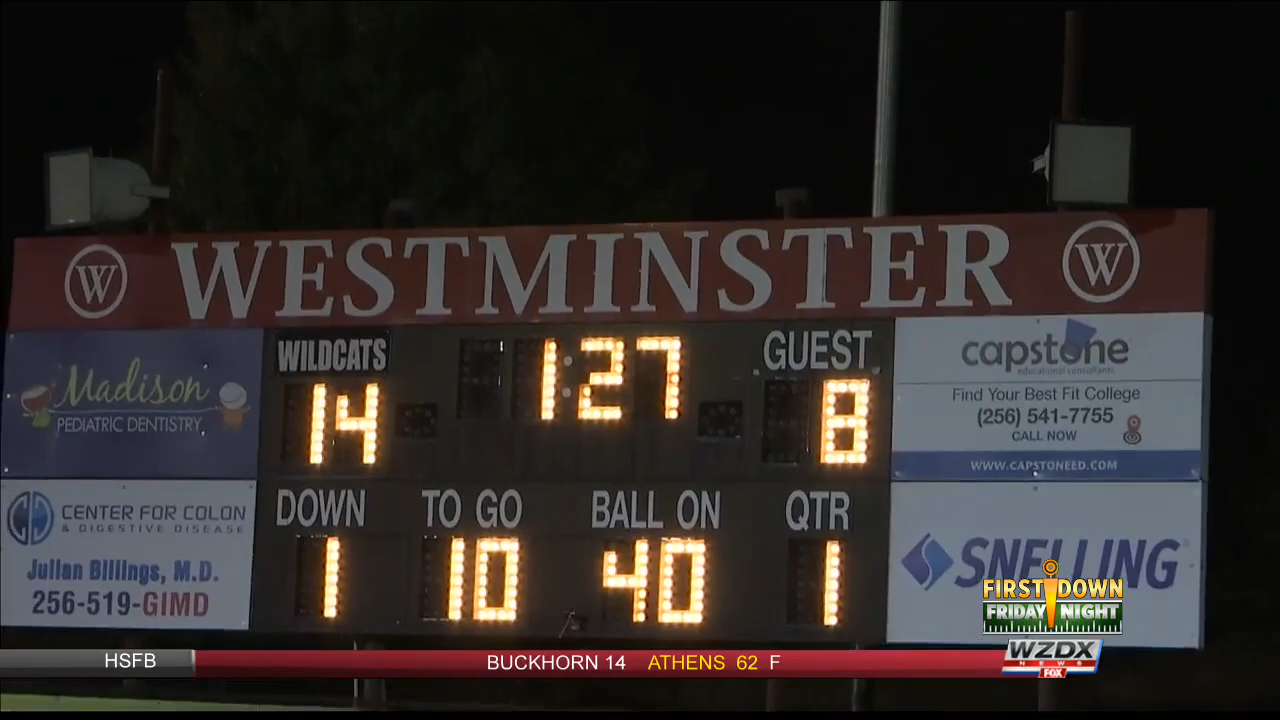 W WESTMINSTER W
Madison
PEDIATRIC DENTISTRY
WILDCATS
14
1:27
GUEST
8
capstone
educational consultants
Find Your Best Fit College
(256) 541-7755
CALL NOW
WWW.CAPSTONEED.COM
CENTER FOR COLON
& DIGESTIVE DISEASE
Julian Billings, M.D.
256-519-GIMD
DOWN TO GO BALL ON QTR
1 10 40 1
SNELLING
FIRST DOWN
FRIDAY NIGHT
HSFB
BUCKHORN 14 ATHENS 62 F
WZDX
NEWS
FOX